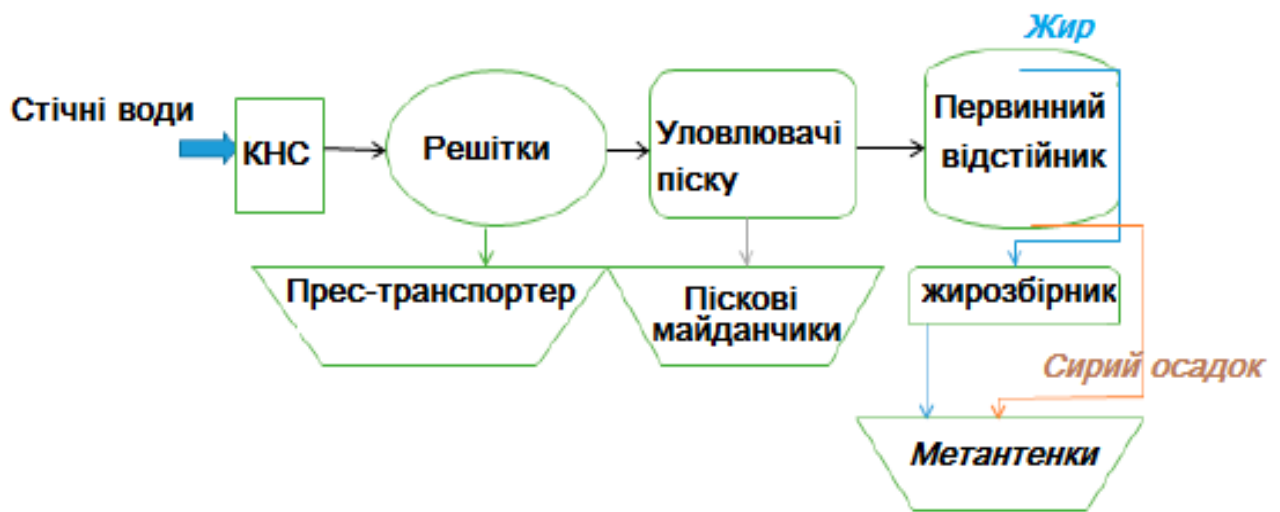 Жир
Стічні води
КНС
Решітки
Уловлювачі
піску
Первинний
відстійник
Прес-транспортер
Піскові
майданчики
жирозбірник
Сирий осадок
Метантенки